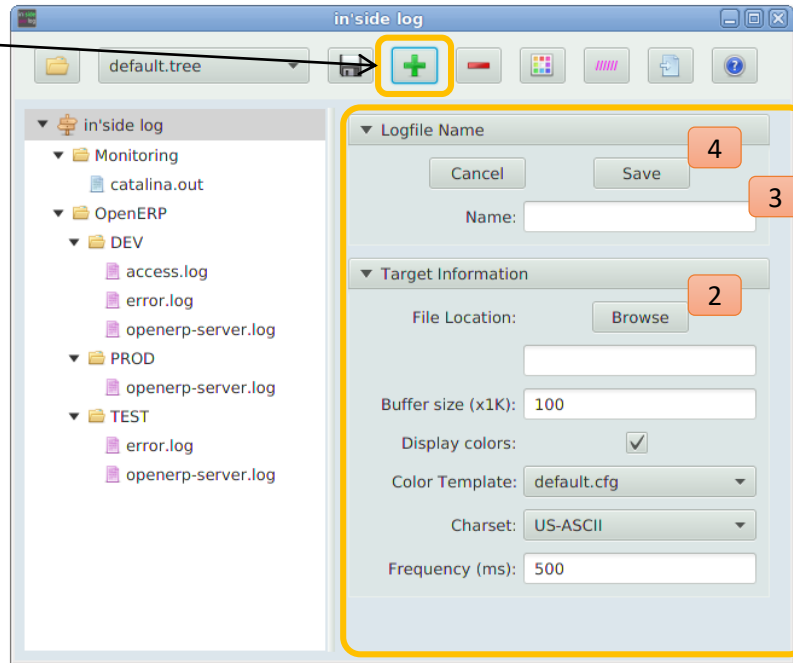 in'side log
default.tree
in'side log
Monitoring
catalina.out
OpenERP
DEV
access.log
error.log
openerp-server.log
PROD
openerp-server.log
TEST
error.log
openerp-server.log
Logfile Name
4
Cancel Save
3
Name:
Target Information
2
File Location: Browse
Buffer size (x1K): 100
Display colors:
Color Template: default.cfg
Charset: US-ASCII
Frequency (ms): 500